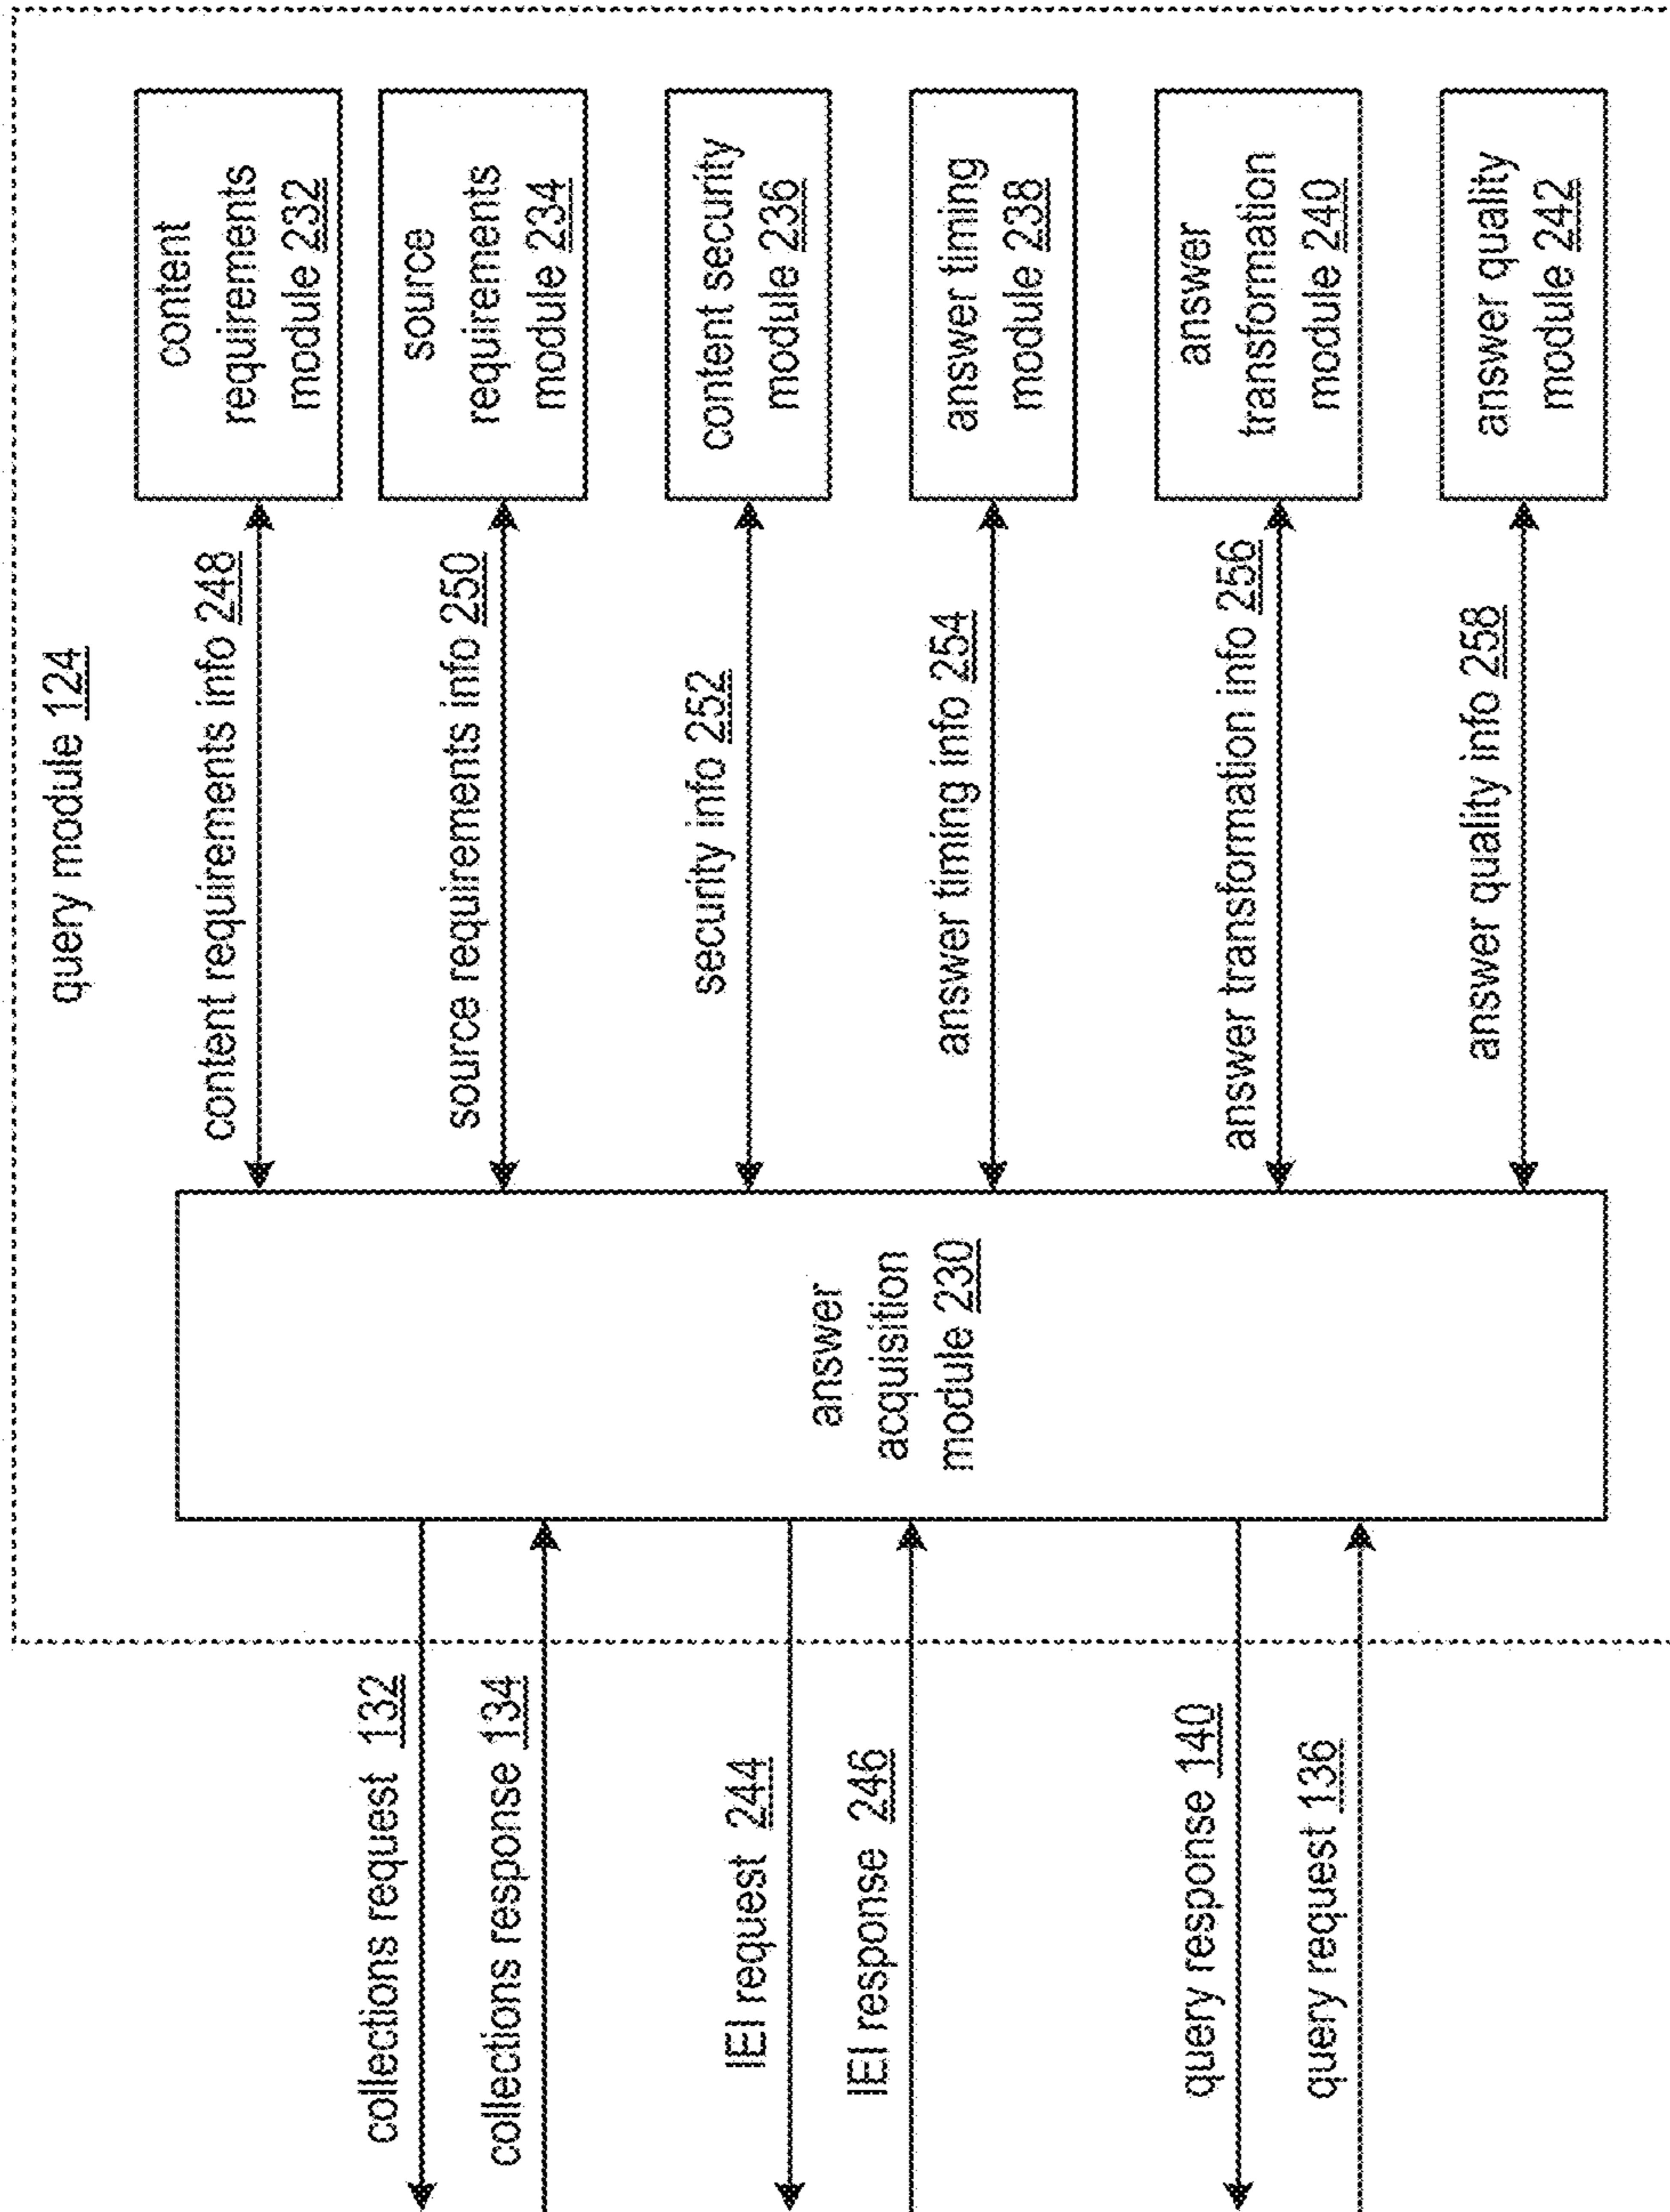 query module 124
collections request 132
collections response 134
IEI request 244
IEI response 246
query response 140
query request 136
answer
acquisition
module 230
content requirements info 248
source requirements info 250
security info 252
answer timing info 254
answer transformation info 256
answer quality info 258
content
requirements
module 232
source
requirements
module 234
content security
module 236
answer timing
module 238
answer
transformation
module 240
answer quality
module 242